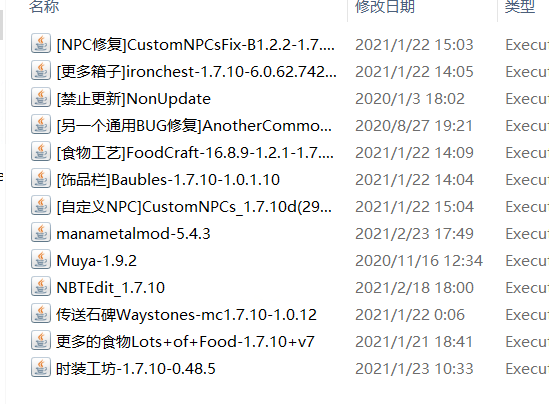 名称 修改日期 类型
[NPC修复]CustomNPCsFix-B1.2.2-1.7.... 2021/1/22 15:03 Execut
[更多箱子]ironchest-1.7.10-6.0.62.742... 2021/1/22 14:05 Execut
[禁止更新]NonUpdate 2020/1/3 18:02 Execut
[另一个通用BUG修复]AnotherCommo... 2020/8/27 19:21 Execut
[食物工艺]FoodCraft-16.8.9-1.2.1-1.7.... 2021/1/22 14:09 Execut
[饰品栏]Baubles-1.7.10-1.0.1.10 2021/1/22 14:04 Execut
[自定义NPC]CustomNPCs_1.7.10d(29... 2021/1/22 15:04 Execut
manametalmod-5.4.3 2021/2/23 17:49 Execut
Muya-1.9.2 2020/11/16 12:34 Execut
NBTEdit_1.7.10 2021/2/18 18:00 Execut
传送石碑Waystones-mc1.7.10-1.0.12 2021/1/22 0:06 Execut
更多的食物Lots+of+Food-1.7.10+v7 2021/1/21 18:41 Execut
时装工坊-1.7.10-0.48.5 2021/1/23 10:33 Execut